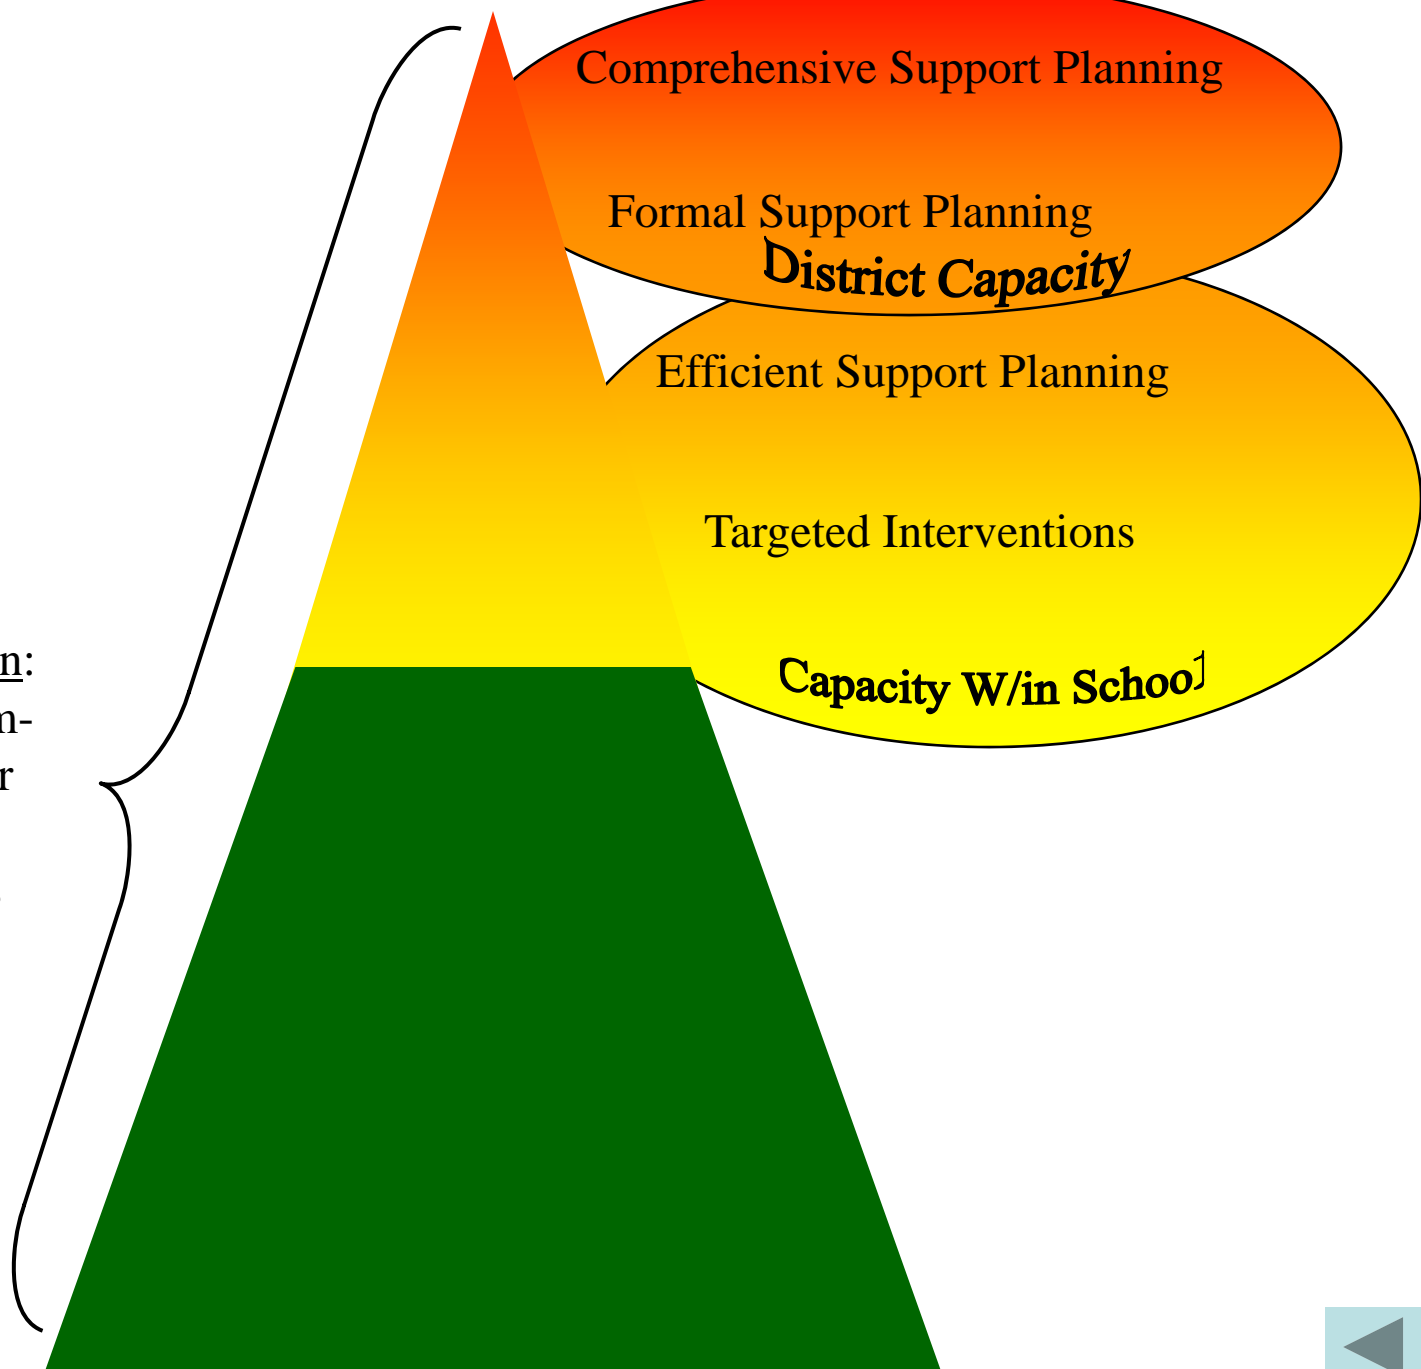 Comprehensive Support Planning
Formal Support Planning
District Capacity
Efficient Support Planning
Targeted Interventions
Capacity W/in School
n:
m-
r